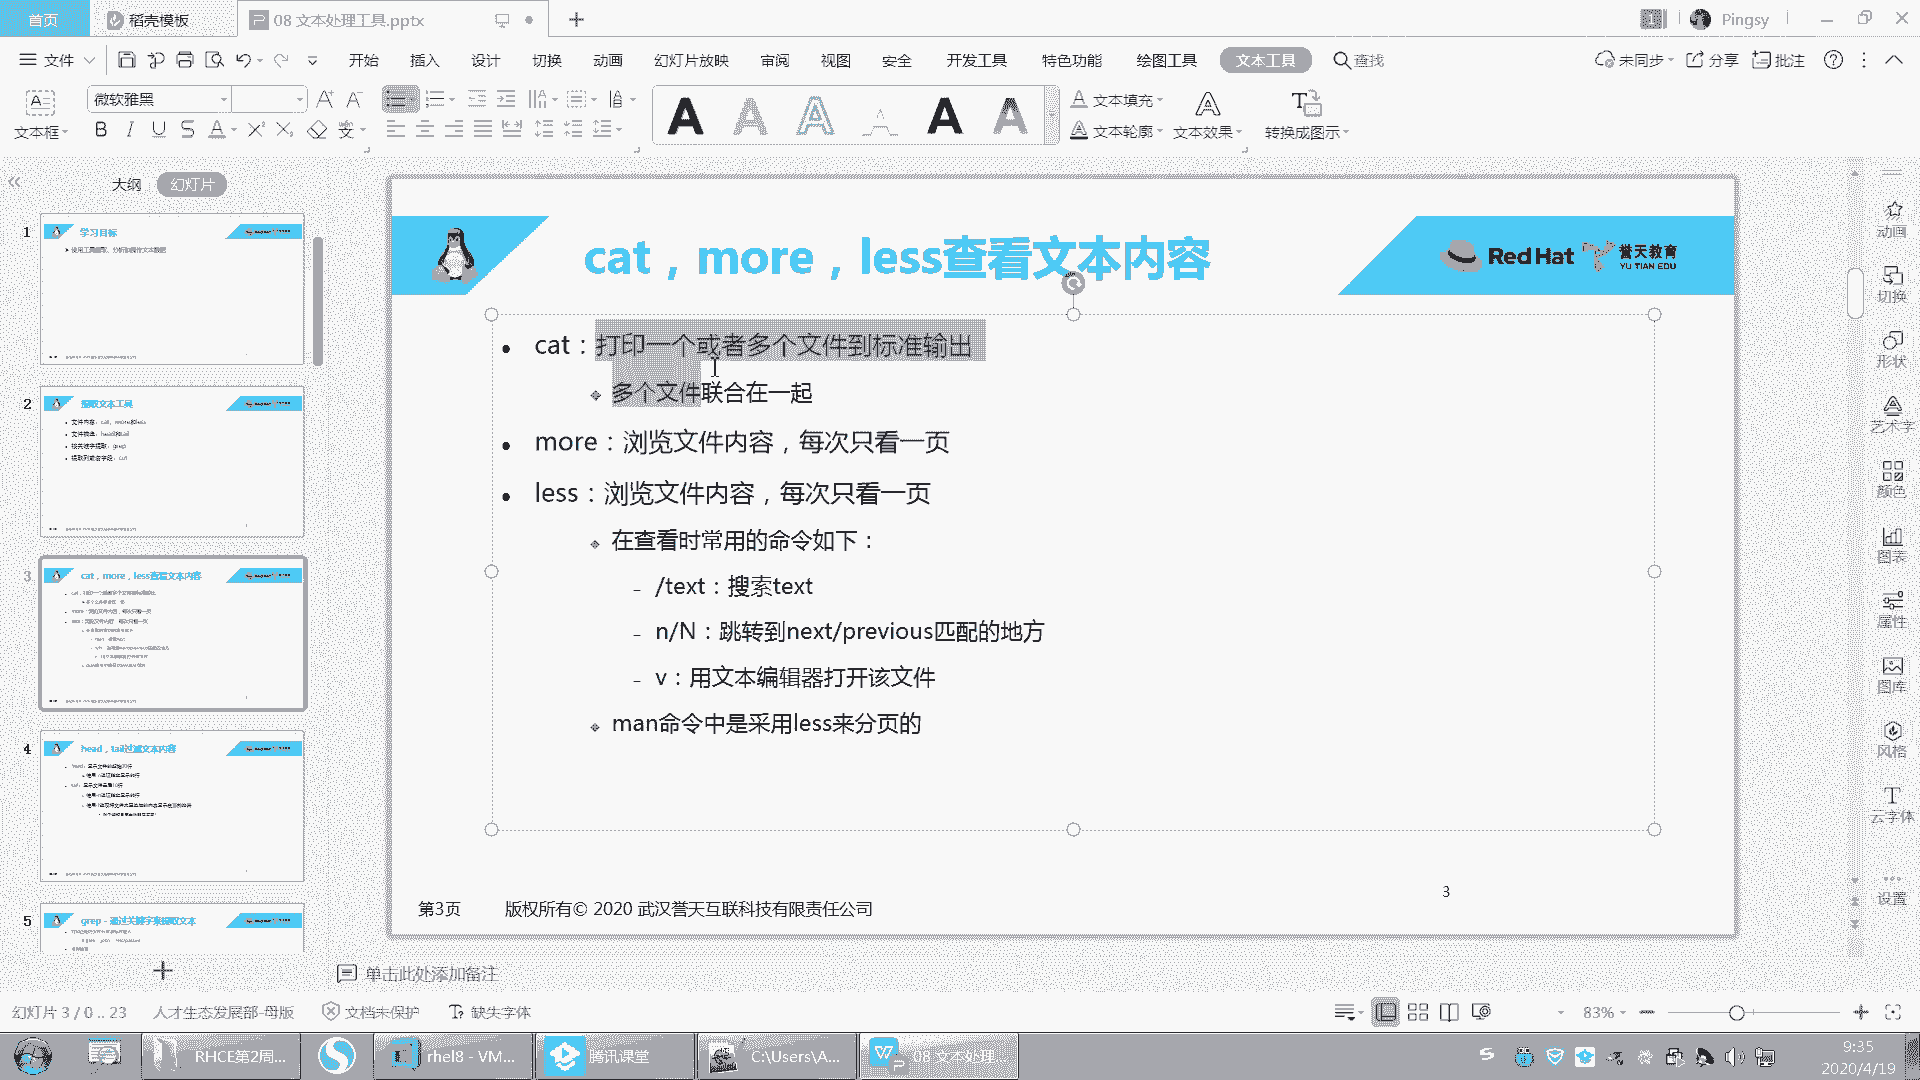 首页
稻壳模板
08 文本处理工具.pptx
Pingsy
文件
开始
插入
设计
切换
动画
幻灯片放映
审阅
视图
安全
开发工具
特色功能
绘图工具
文本工具
查找
未同步
分享
批注
文本框
微软雅黑
文本填充
文本轮廓
文本效果
转换成图示
大纲
幻灯片
1
学习目标
2
提取文本工具
文件内容：cat，more和less
3
cat，more，less查看文本内容
4
head，tail过滤文本内容
5
grep - 通过关键字来提取文本
cat，more，less查看文本内容
Red Hat
誉天教育
YU TIAN EDU
cat：打印一个或者多个文件到标准输出
多个文件联合在一起
more：浏览文件内容，每次只看一页
less：浏览文件内容，每次只看一页
在查看时常用的命令如下：
/text：搜索text
n/N：跳转到next/previous匹配的地方
v：用文本编辑器打开该文件
man命令中是采用less来分页的
3
第3页
版权所有© 2020 武汉誉天互联科技有限责任公司
动画
切换
形状
艺术字
颜色
图表
属性
图库
风格
云字体
设置
单击此处添加备注
幻灯片 3 / 0 .. 23
人才生态发展部-母版
文档未保护
缺失字体
83%
RHCE第2周...
rhel8 - VM...
腾讯课堂
C:\Users\A...
08 文本处理...
9:35
2020/4/19